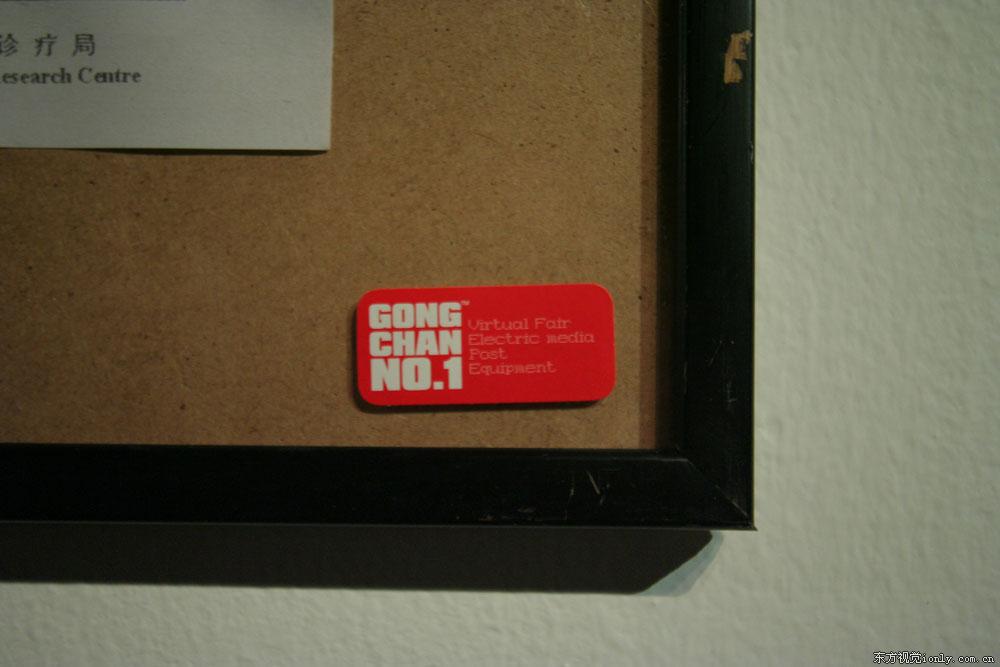 诊疗局
esearch Centre
GONG™
CHAN
NO.1
Virtual Fair
Electric media
Post
Equipment
东方视觉ionly.com.cn